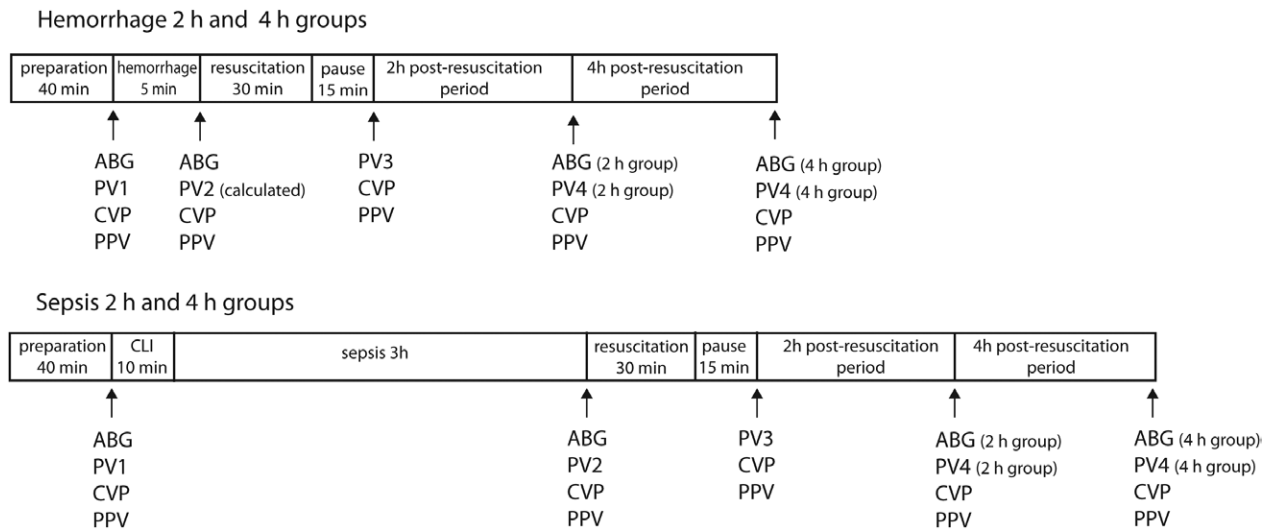 Hemorrhage 2 h and 4 h groups
preparation 40 min
hemorrhage 5 min
resuscitation 30 min
pause 15 min
2h post-resuscitation period
4h post-resuscitation period
ABG
PV1
CVP
PPV
ABG
PV2 (calculated)
CVP
PPV
PV3
CVP
PPV
ABG (2 h group)
PV4 (2 h group)
CVP
PPV
ABG (4 h group)
PV4 (4 h group)
CVP
PPV
Sepsis 2 h and 4 h groups
preparation 40 min
CLI 10 min
sepsis 3h
resuscitation 30 min
pause 15 min
2h post-resuscitation period
4h post-resuscitation period
ABG
PV1
CVP
PPV
ABG
PV2
CVP
PPV
PV3
CVP
PPV
ABG (2 h group)
PV4 (2 h group)
CVP
PPV
ABG (4 h group)
PV4 (4 h group)
CVP
PPV